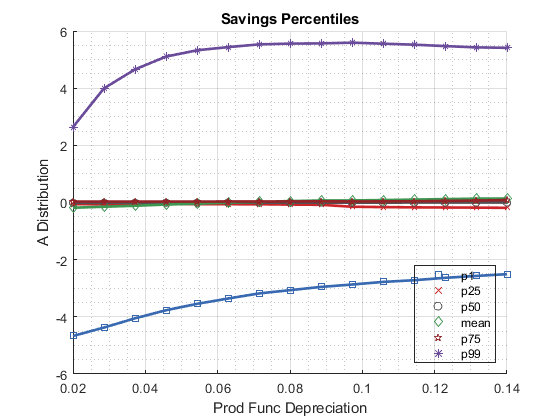 Savings Percentiles
6
4
2
0
-2
-4
-6
A Distribution
p1
p25
p50
mean
p75
p99
0.02
0.04
0.06
0.08
0.1
0.12
0.14
Prod Func Depreciation